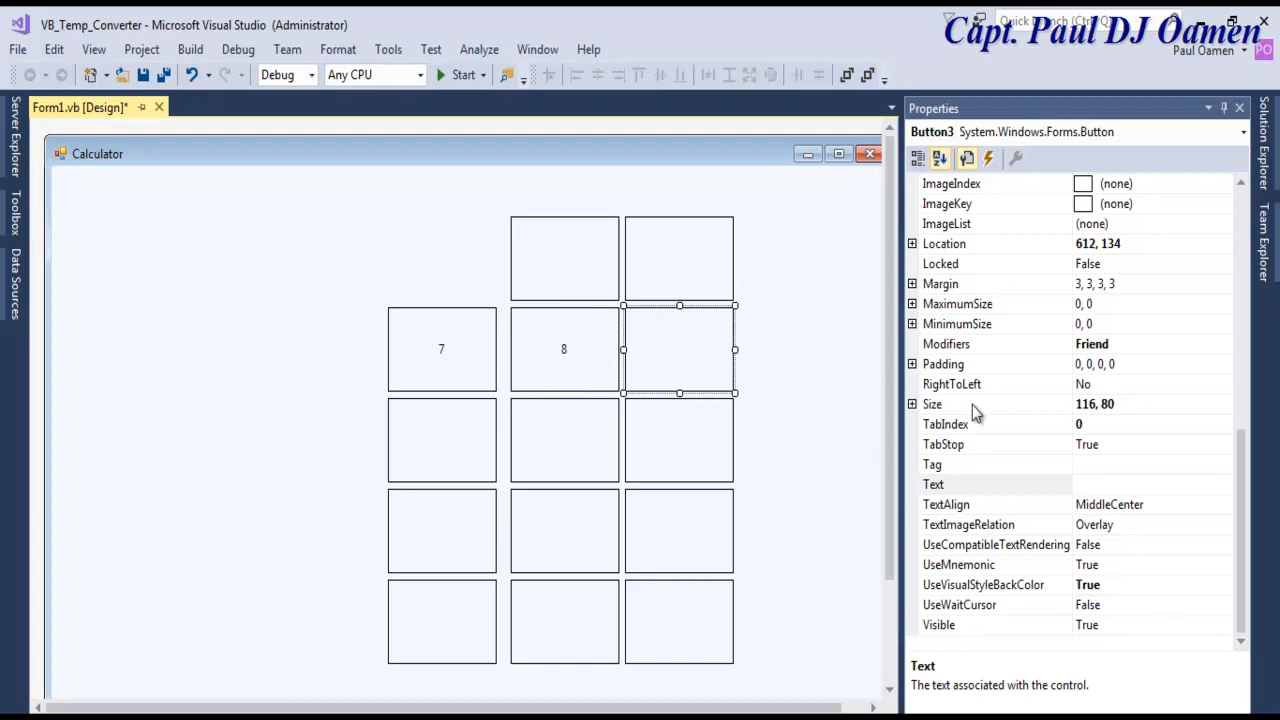 VB_Temp_Converter - Microsoft Visual Studio (Administrator)
Capt. Paul DJ Oamen
File Edit View Project Build Debug Team Format Tools Test Analyze Window Help
Paul Oamen PO
Debug Any CPU Start
Server Explorer
Toolbox
Data Sources
Form1.vb [Design]*
Calculator
7 8
Properties
Button3 System.Windows.Forms.Button
ImageIndex (none)
ImageKey (none)
ImageList (none)
Location 612, 134
Locked False
Margin 3, 3, 3, 3
MaximumSize 0, 0
MinimumSize 0, 0
Modifiers Friend
Padding 0, 0, 0, 0
RightToLeft No
Size 116, 80
TabIndex 0
TabStop True
Tag
Text
TextAlign MiddleCenter
TextImageRelation Overlay
UseCompatibleTextRendering False
UseMnemonic True
UseVisualStyleBackColor True
UseWaitCursor False
Visible True
Text
The text associated with the control.
Solution Explorer
Team Explorer